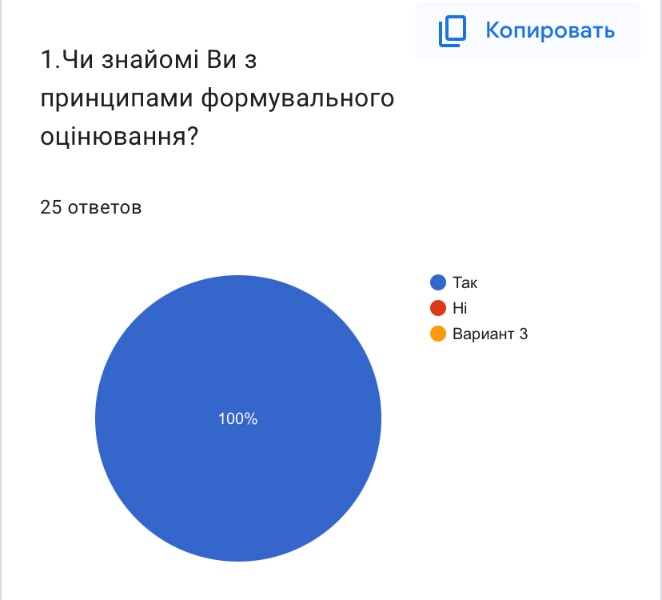 Копировать
1.Чи знайомі Ви з
принципами формувального
оцінювання?
25 ответов
Так
Ні
Вариант 3
100%